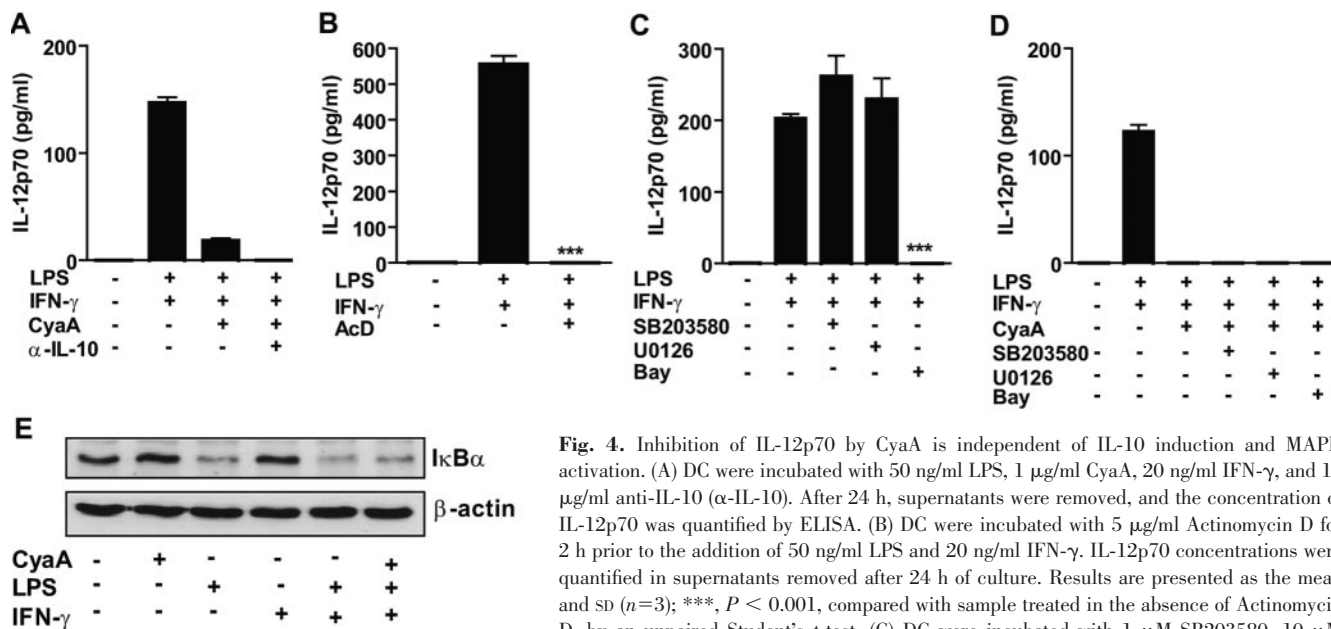 A
IL-12p70 (pg/ml)
200
100
0
LPS - + + +
IFN-γ - + + +
CyaA - - + +
α-IL-10 - - - +
B
IL-12p70 (pg/ml)
600
500
400
300
200
100
0
***
LPS - + +
IFN-γ - + +
AcD - - +
C
IL-12p70 (pg/ml)
300
200
100
0
***
LPS - + + + +
IFN-γ - + + + +
SB203580 - - + - -
U0126 - - - + -
Bay - - - - +
D
IL-12p70 (pg/ml)
200
100
0
LPS - + + + + +
IFN-γ - + + + + +
CyaA - - + + + +
SB203580 - - - + - -
U0126 - - - - + -
Bay - - - - - +
E
IκBα
β-actin
CyaA - + - - - +
LPS - - + - + +
IFN-γ - - - + + +
Fig. 4. Inhibition of IL-12p70 by CyaA is independent of IL-10 induction and
activation. (A) DC were incubated with 50 ng/ml LPS, 1 μg/ml CyaA, 20 ng/ml IFN-γ, and
μg/ml anti-IL-10 (α-IL-10). After 24 h, supernatants were removed, and the concentration
IL-12p70 was quantified by ELISA. (B) DC were incubated with 5 μg/ml Actinomycin D
2 h prior to the addition of 50 ng/ml LPS and 20 ng/ml IFN-γ. IL-12p70 concentrations
quantified in supernatants removed after 24 h of culture. Results are presented as the
and SD (n=3); ***, P < 0.001, compared with sample treated in the absence of